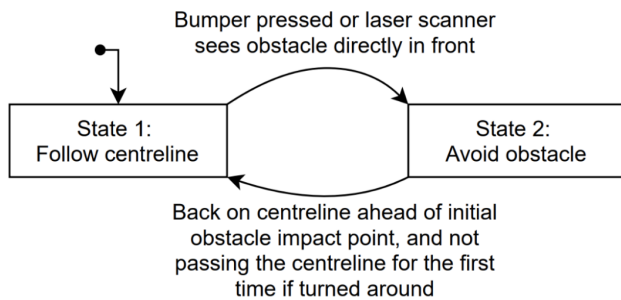 Bumper pressed or laser scanner
sees obstacle directly in front
State 1:
Follow centreline
State 2:
Avoid obstacle
Back on centreline ahead of initial
obstacle impact point, and not
passing the centreline for the first
time if turned around